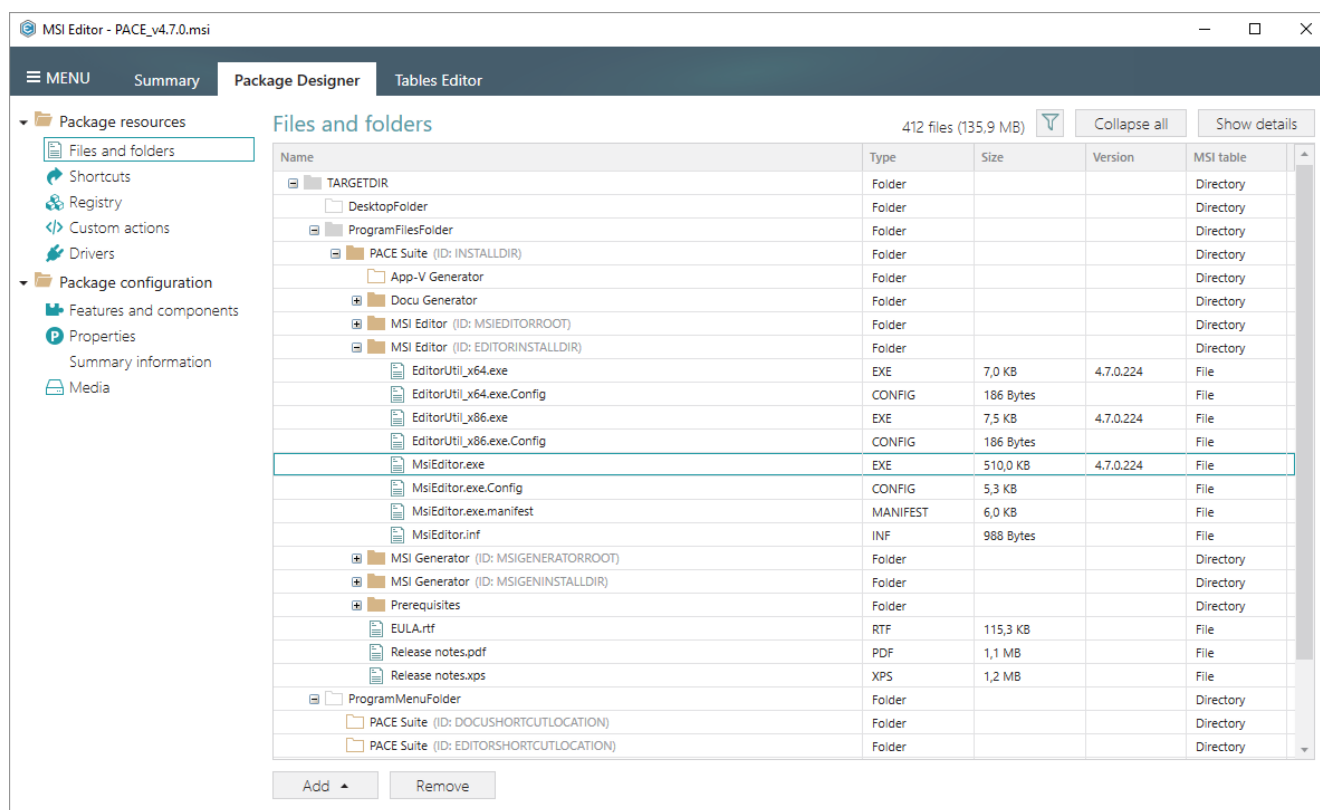 MSI Editor - PACE_v4.7.0.msi
MENU Summary Package Designer Tables Editor
Package resources
Files and folders
Shortcuts
Registry
Custom actions
Drivers
Package configuration
Features and components
Properties
Summary information
Media
Files and folders 412 files (135,9 MB) Collapse all Show details
Name Type Size Version MSI table
TARGETDIR Folder Directory
DesktopFolder Folder Directory
ProgramFilesFolder Folder Directory
PACE Suite (ID: INSTALLDIR) Folder Directory
App-V Generator Folder Directory
Docu Generator Folder Directory
MSI Editor (ID: MSIEDITORROOT) Folder Directory
MSI Editor (ID: EDITORINSTALLDIR) Folder Directory
EditorUtil_x64.exe EXE 7,0 KB 4.7.0.224 File
EditorUtil_x64.exe.Config CONFIG 186 Bytes File
EditorUtil_x86.exe EXE 7,5 KB 4.7.0.224 File
EditorUtil_x86.exe.Config CONFIG 186 Bytes File
MsiEditor.exe EXE 510,0 KB 4.7.0.224 File
MsiEditor.exe.Config CONFIG 5,3 KB File
MsiEditor.exe.manifest MANIFEST 6,0 KB File
MsiEditor.inf INF 988 Bytes File
MSI Generator (ID: MSIGENERATORROOT) Folder Directory
MSI Generator (ID: MSIGENINSTALLDIR) Folder Directory
Prerequisites Folder Directory
EULA.rtf RTF 115,3 KB File
Release notes.pdf PDF 1,1 MB File
Release notes.xps XPS 1,2 MB File
ProgramMenuFolder Folder Directory
PACE Suite (ID: DOCUSHORTCUTLOCATION) Folder Directory
PACE Suite (ID: EDITORSHORTCUTLOCATION) Folder Directory
Add Remove